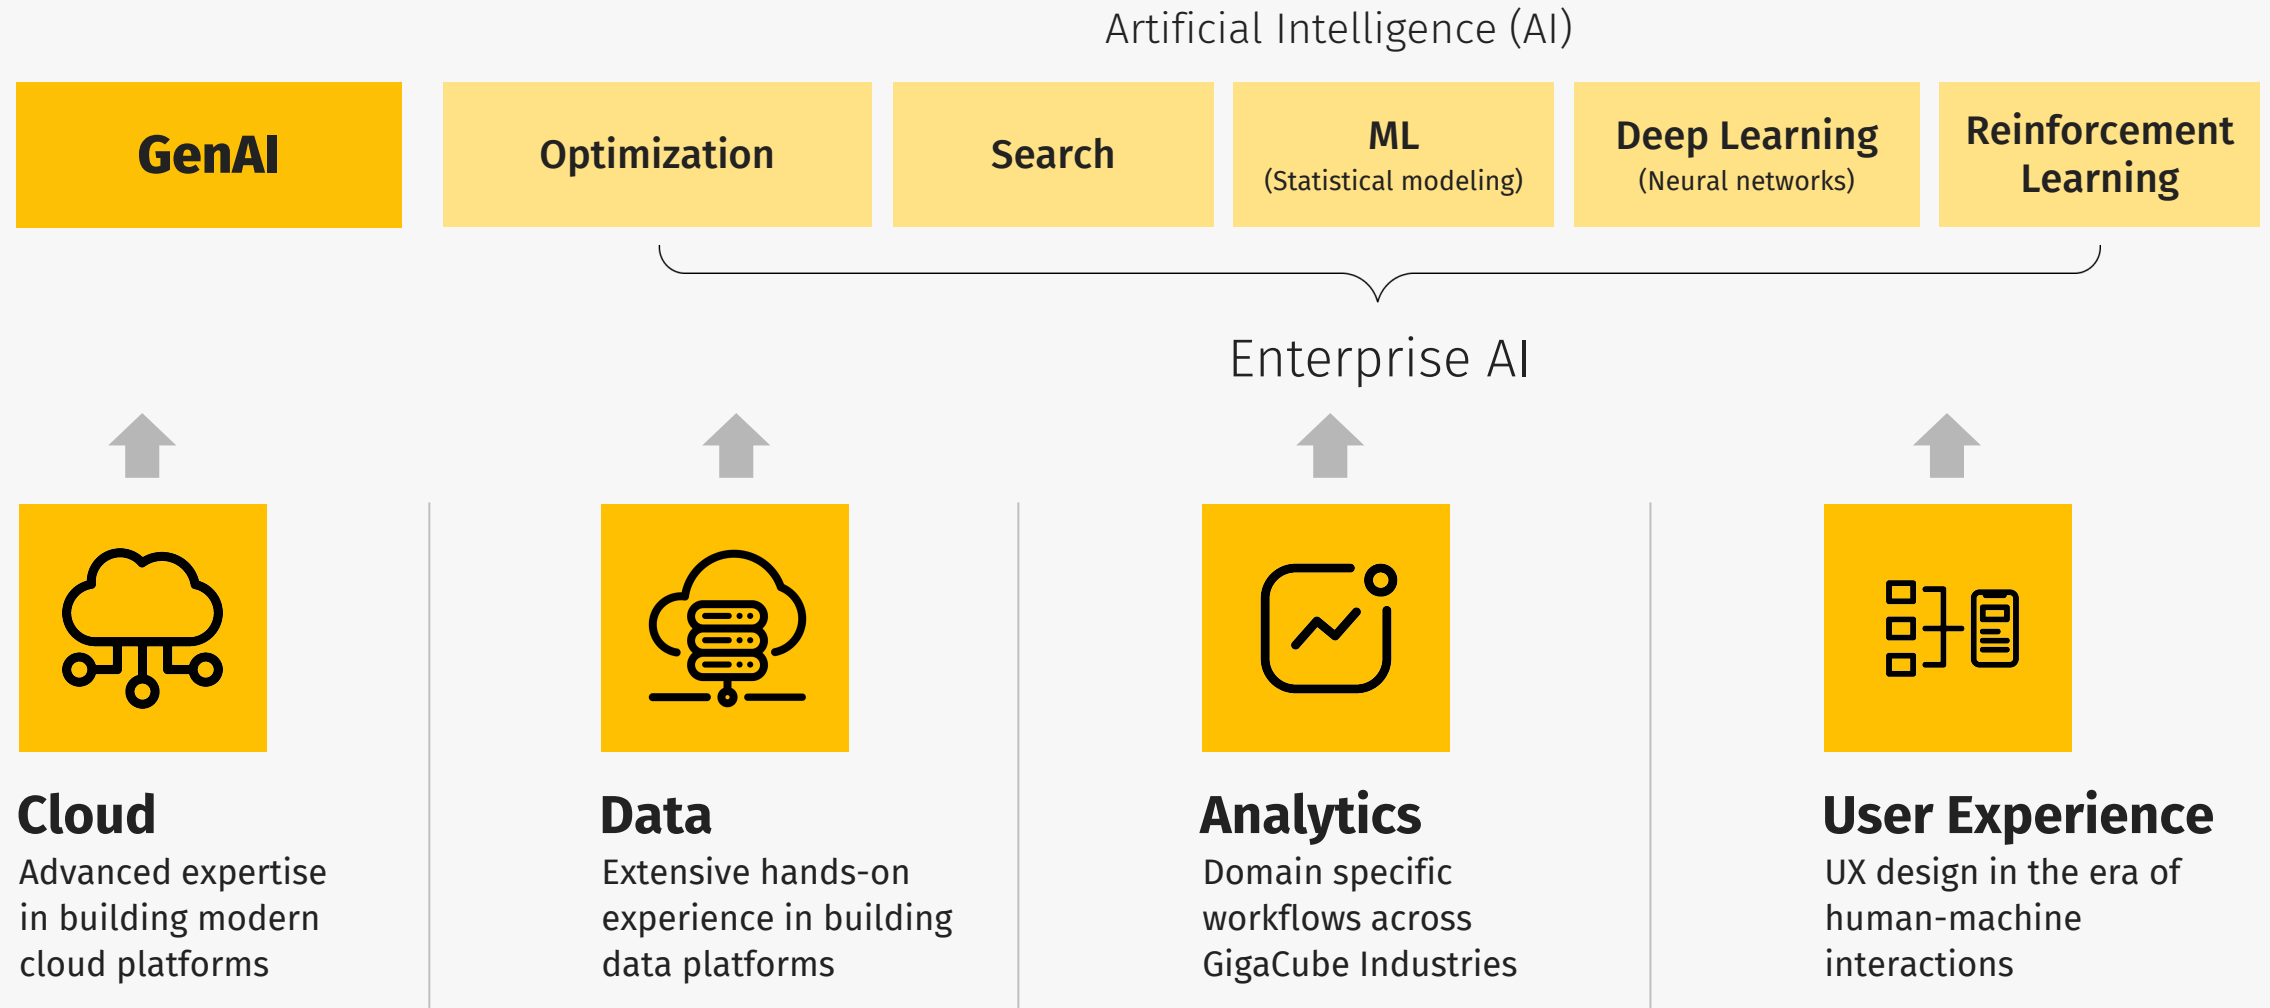 Artificial Intelligence (AI)
GenAI
Optimization
Search
ML
(Statistical modeling)
Deep Learning
(Neural networks)
Reinforcement
Learning
Enterprise AI
Cloud
Advanced expertise
in building modern
cloud platforms
Data
Extensive hands-on
experience in building
data platforms
Analytics
Domain specific
workflows across
GigaCube Industries
User Experience
UX design in the era of
human-machine
interactions